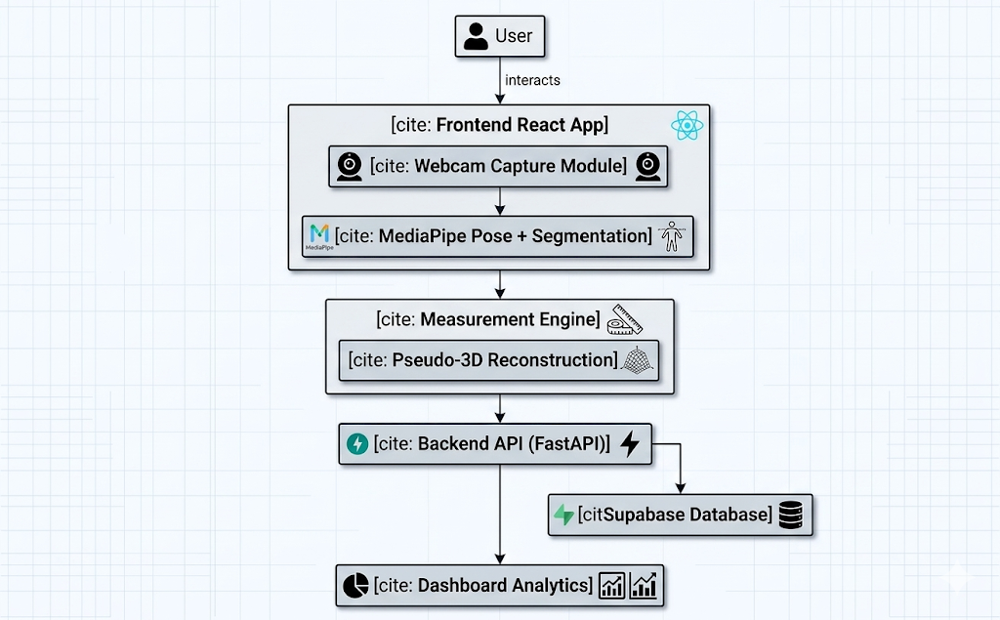 User
interacts
[cite: Frontend React App]
[cite: Webcam Capture Module]
[cite: MediaPipe Pose + Segmentation]
MediaPipe
[cite: Measurement Engine]
[cite: Pseudo-3D Reconstruction]
[cite: Backend API (FastAPI)]
[citSupabase Database]
[cite: Dashboard Analytics]